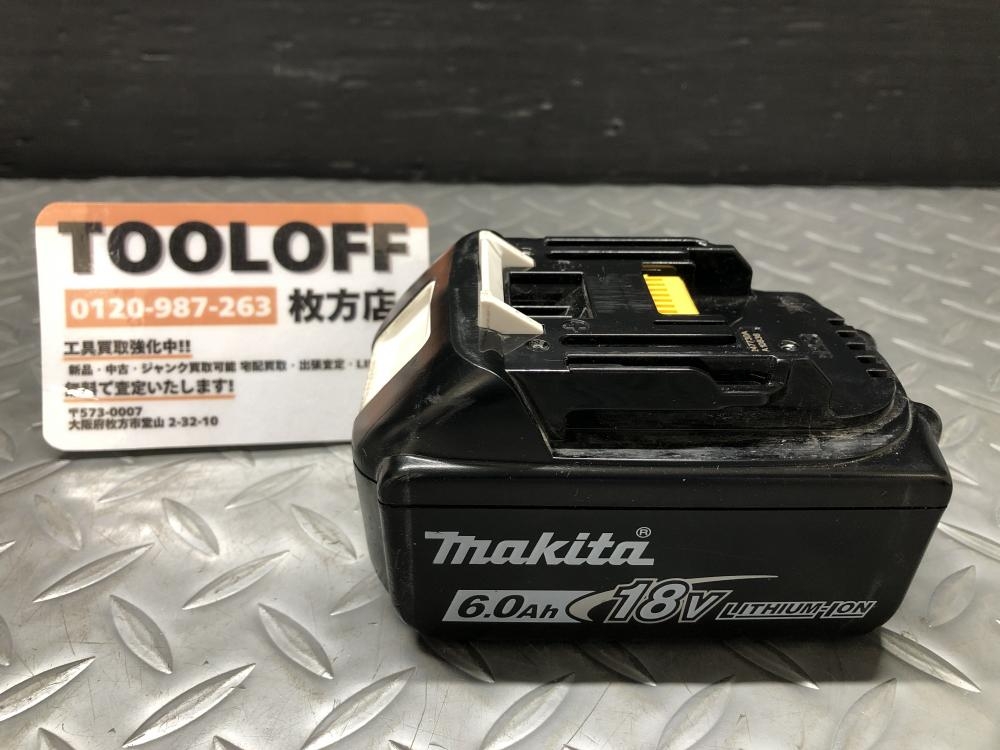 TOOLOFF
0120-987-263 枚方店
工具買取強化中!!
新品・中古・ジャンク買取可能 宅配買取・出張査定・LI
無料で査定いたします!
〒573-0007
大阪府枚方市堂山 2-32-10
makita®
6.0Ah 18V LITHIUM-ION